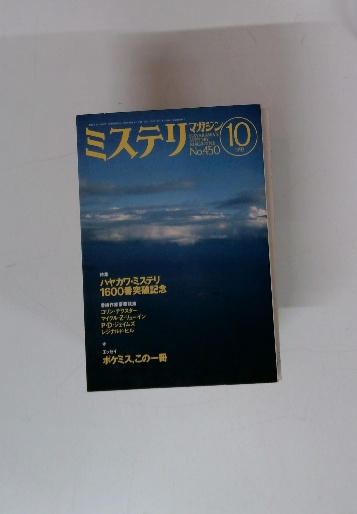 ミステリ
マガジン
HAYAKAWA'S
MYSTERY
MAGAZINE
No.450
10
特集
ハヤカワ・ミステリ
1600番突破記念
コリン・デクスター
マイクル・Z・リューイン
P・D・ジェイムズ
レジナルド・ヒル
エッセイ
ポケミス、この一冊